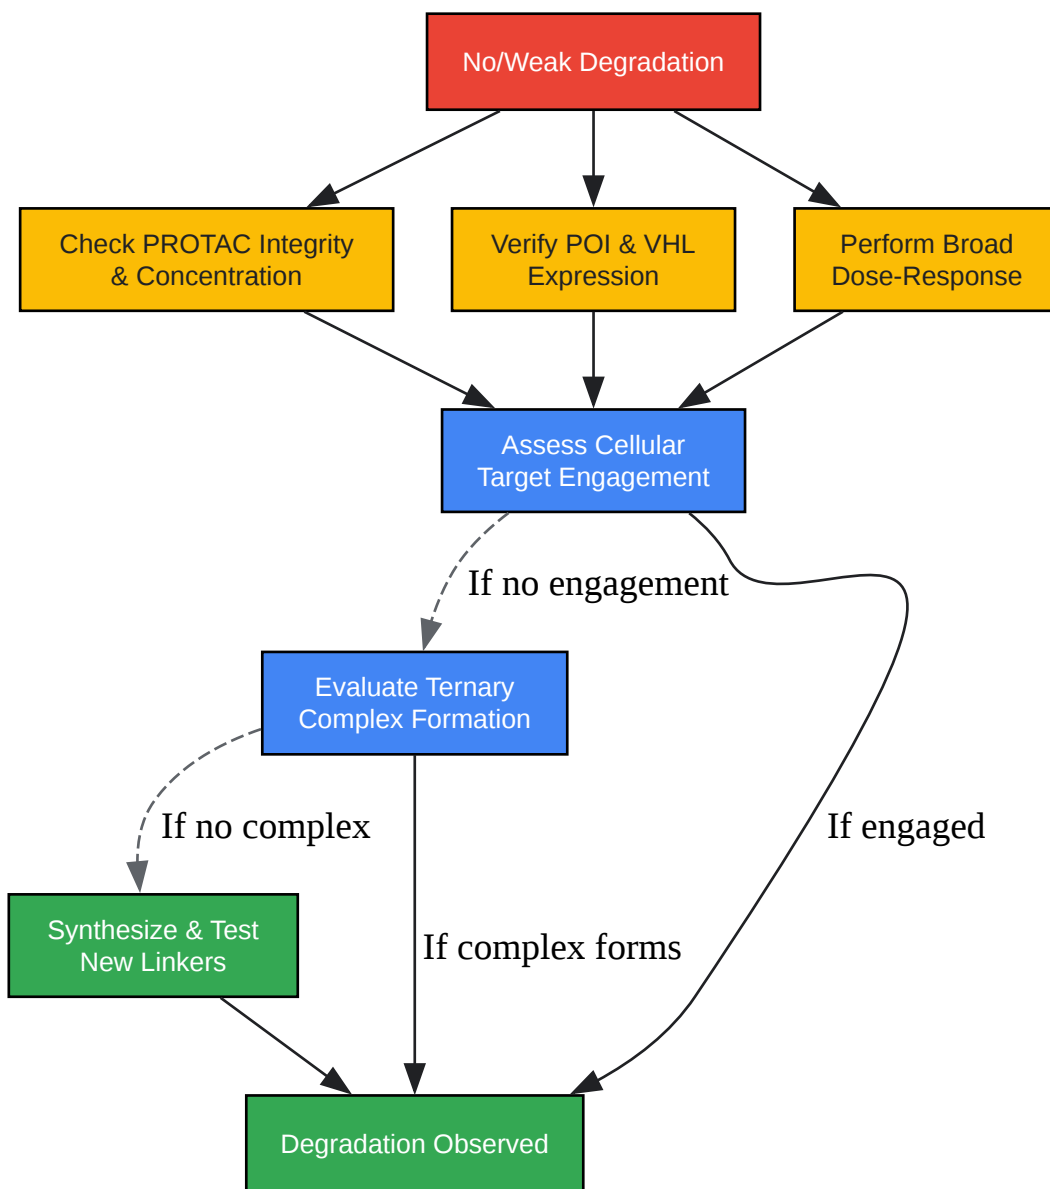 No/Weak Degradation
Check PROTAC Integrity
& Concentration
Verify POI & VHL
Expression
Perform Broad
Dose-Response
Assess Cellular
Target Engagement
If no engagement
Evaluate Ternary
Complex Formation
If no complex
If engaged
Synthesize & Test
New Linkers
If complex forms
Degradation Observed